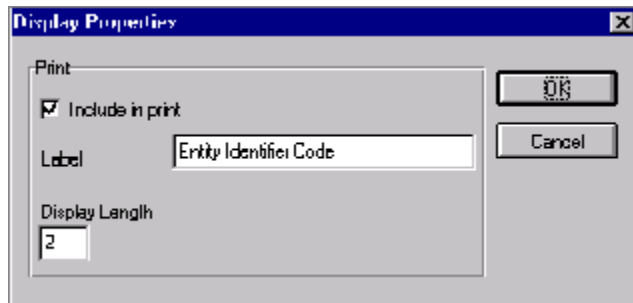 Display Properties
Print
Include in print
OK
Label
Entity Identifier Code
Cancel
Display Length
2